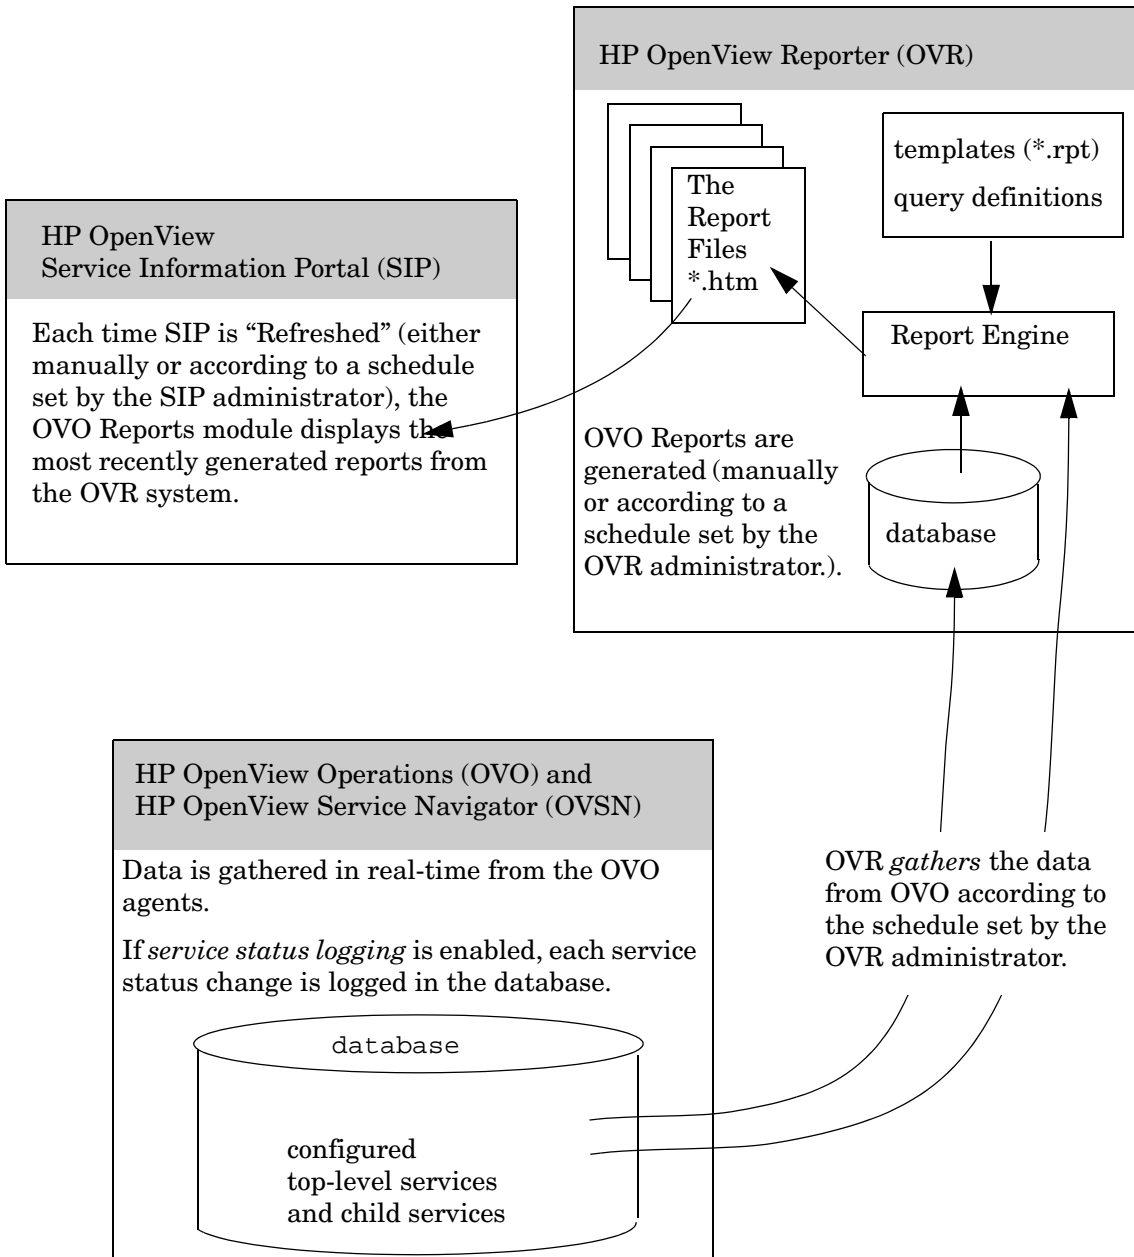 HP OpenView Reporter (OVR)
The
Report
Files
*.htm
templates (*.rpt)
query definitions
Report Engine
OVO Reports are
generated (manually
or according to a
schedule set by the
OVR administrator.).
database
HP OpenView
Service Information Portal (SIP)
Each time SIP is “Refreshed” (either
manually or according to a schedule
set by the SIP administrator), the
OVO Reports module displays the
most recently generated reports from
the OVR system.
HP OpenView Operations (OVO) and
HP OpenView Service Navigator (OVSN)
Data is gathered in real-time from the OVO
agents.
If service status logging is enabled, each service
status change is logged in the database.
database
configured
top-level services
and child services
OVR gathers the data
from OVO according to
the schedule set by the
OVR administrator.